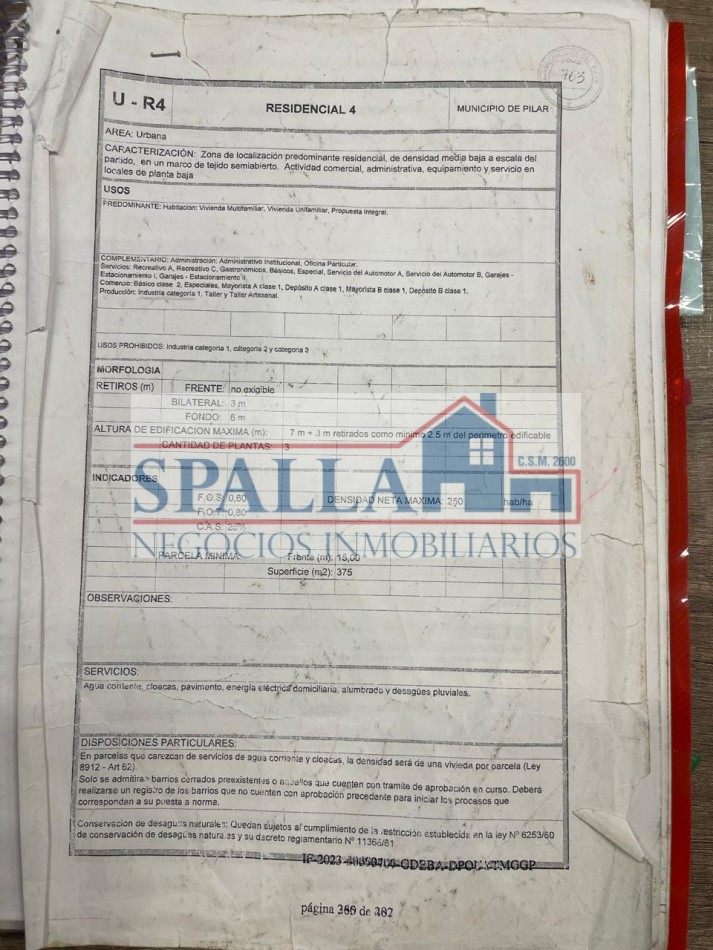 763
U - R4
RESIDENCIAL 4
MUNICIPIO DE PILAR
AREA: Urbana
CARACTERIZACIÓN: Zona de localización predominante residencial, de densidad media baja a escala del
partido, en un marco de tejido semiabierto. Actividad comercial, administrativa, equipamiento y servicio en
locales de planta baja
USOS
PREDOMINANTE: Habitación: Vivienda Multifamiliar, Vivienda Unifamiliar, Propuesta Integral.
COMPLEMENTARIO: Administración: Administrativo Institucional, Oficina Particular.
Servicios: Recreativo A, Recreativo C, Gastronómicos, Básicos, Especial, Servicio del Automotor A, Servicio del Automotor B, Garajes -
Estacionamiento I, Garajes - Estacionamiento II.
Comercio: Básico clase 2, Especiales, Mayorista A clase 1, Depósito A clase 1, Mayorista B clase 1, Depósito B clase 1.
Producción: Industria categoría 1, Taller y Taller Artesanal.
USOS PROHIBIDOS: Industria categoria 1, categoria 2 y categoria 3
MORFOLOGIA
RETIROS (m) FRENTE: no exigible
BILATERAL: 3 m
FONDO: 6 m
ALTURA DE EDIFICACION MAXIMA (m): 7 m + 3 m retirados como minimo 2.5 m del perimetro edificable
CANTIDAD DE PLANTAS: 3
C.S.M. 2600
SPALLA
NEGOCIOS INMOBILIARIOS
INDICADORES
F.O.S: 0,60 DENSIDAD NETA MAXIMA: 250 hab/ha
F.O.T: 0,80
C.A.S: 25%
PARCELA MINIMA: Frente (m): 15,00
Superficie (m2): 375
OBSERVACIONES:
SERVICIOS:
Agua corriente, cloacas, pavimento, energía eléctrica domiciliaria, alumbrado y desagües pluviales.
DISPOSICIONES PARTICULARES:
En parcelas que carezcan de servicios de agua corriente y cloacas, la densidad será de una vivieda por parcela (Ley
8912 - Art 62).
Solo se admitiran barrios cerrados preexistentes o aquellos que cuenten con tramite de aprobación en curso. Deberá
realizarse un registro de los barrios que no cuenten con aprobación precedente para iniciar los procesos que
correspondan a su puesta a norma.
Conservacion de desagues naturales: Quedan sujetos al cumplimiento de la restricción establecida en la ley Nº 6253/60
de conservación de desagües naturales y su decreto reglamentario Nº 11368/61
página de